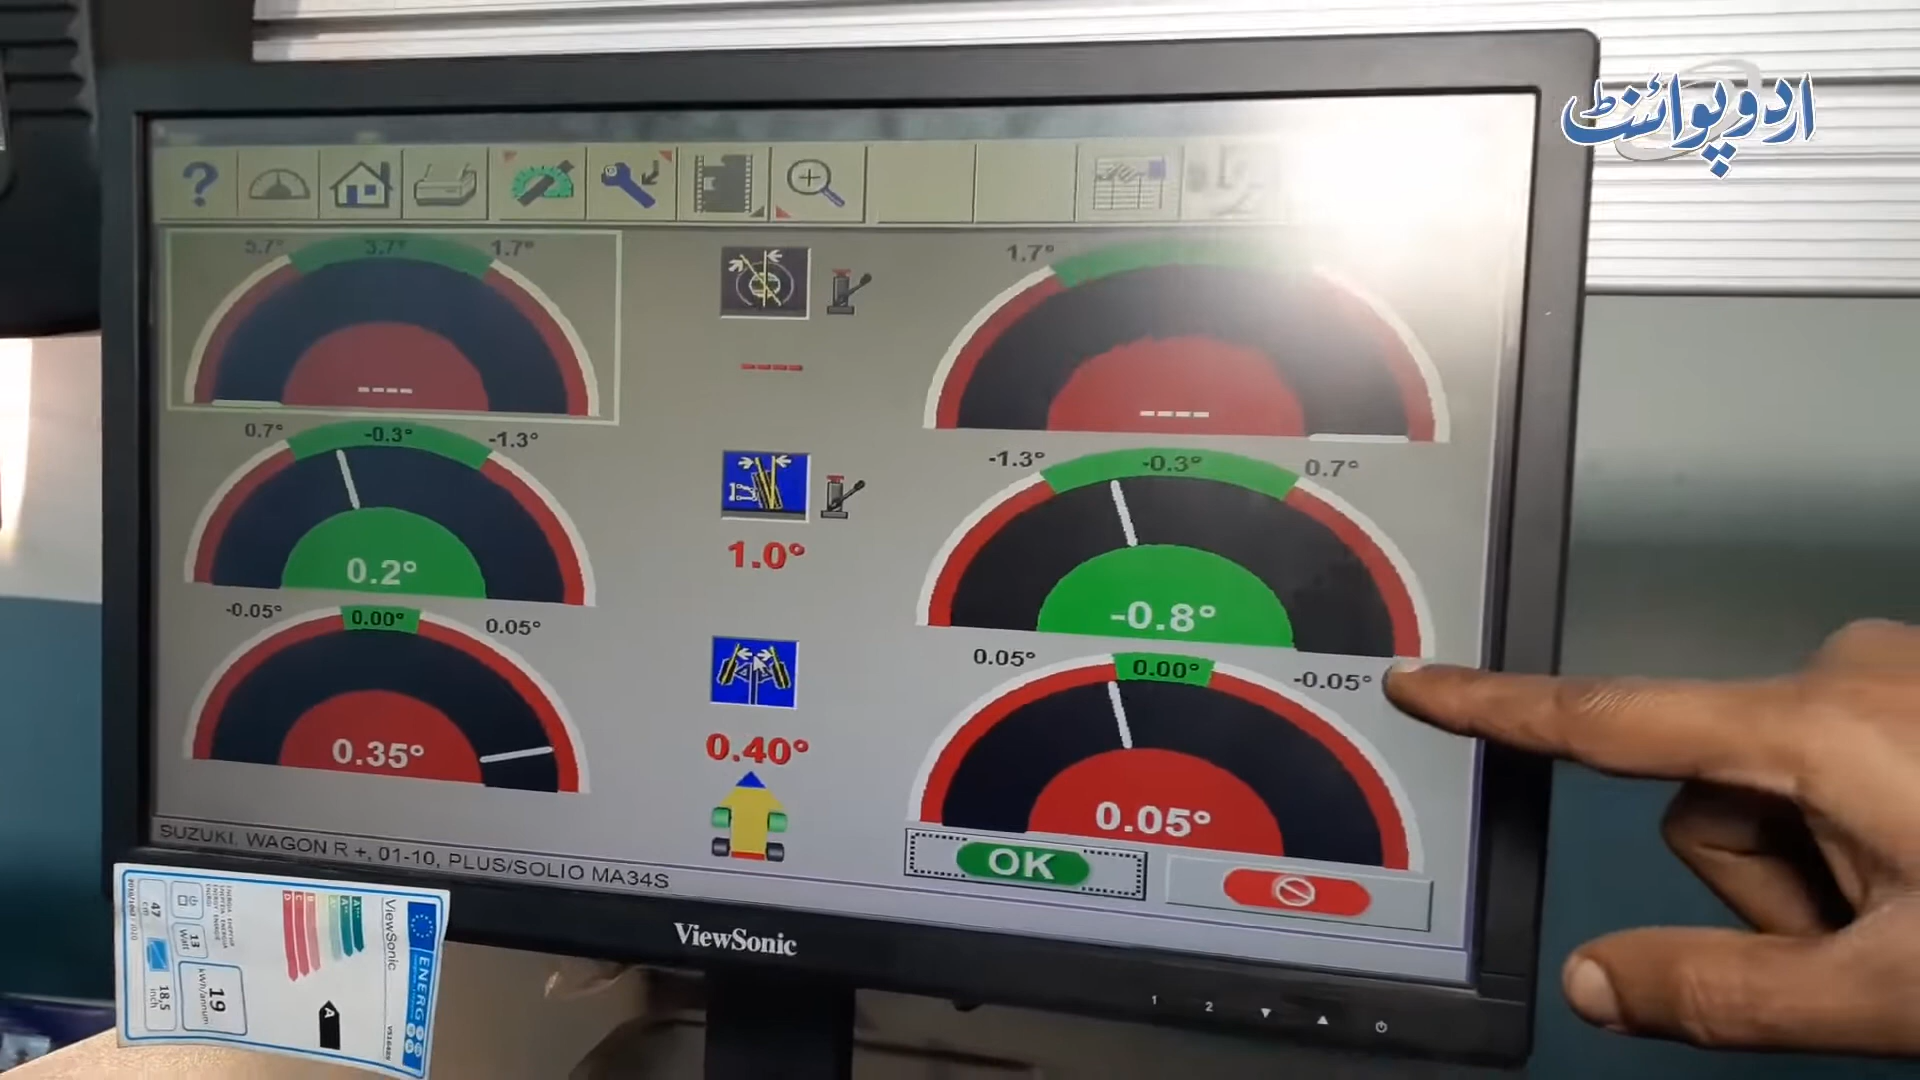 اردو پوائنٹ
?
5.7° 3.7° 1.7°
1.7°
----
----
----
0.7° -0.3° -1.3°
-1.3° -0.3° 0.7°
0.2°
1.0°
-0.8°
-0.05° 0.00° 0.05°
0.05° 0.00° -0.05°
0.35°
0.40°
0.05°
SUZUKI, WAGON R +, 01-10, PLUS/SOLIO MA34S
OK
ViewSonic
1 2
ENERG
ViewSonic
A
13
Watt
19
kWh/annum
47
cm
18,5
inch